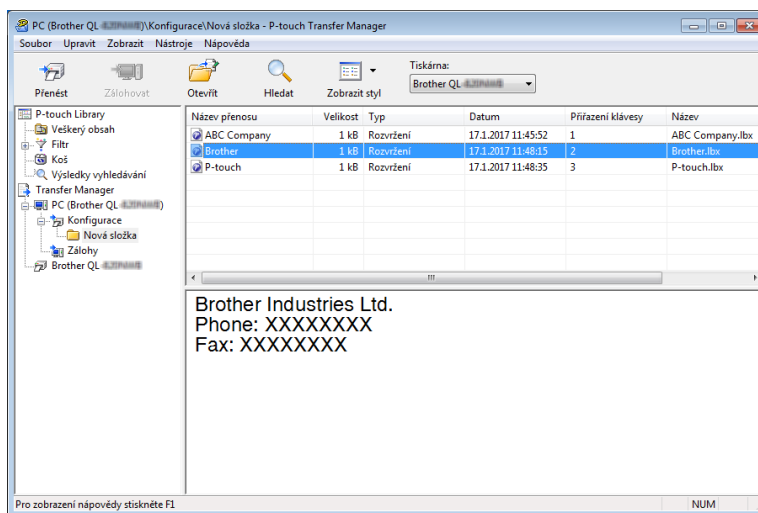 PC (Brother QL )\Konfigurace\Nová složka - P-touch Transfer Manager
Soubor Upravit Zobrazit Nástroje Nápověda
Přenést Zálohovat Otevřít Hledat Zobrazit styl
Tiskárna:
Brother QL
P-touch Library
Veškerý obsah
Filtr
Koš
Výsledky vyhledávání
Transfer Manager
PC (Brother QL )
Konfigurace
Nová složka
Zálohy
Brother QL
Název přenosu Velikost Typ Datum Přiřazení klávesy Název
ABC Company 1 kB Rozvržení 17.1.2017 11:45:52 1 ABC Company.lbx
Brother 1 kB Rozvržení 17.1.2017 11:48:15 2 Brother.lbx
P-touch 1 kB Rozvržení 17.1.2017 11:48:35 3 P-touch.lbx
Brother Industries Ltd.
Phone: XXXXXXXX
Fax: XXXXXXXX
Pro zobrazení nápovědy stiskněte F1
NUM